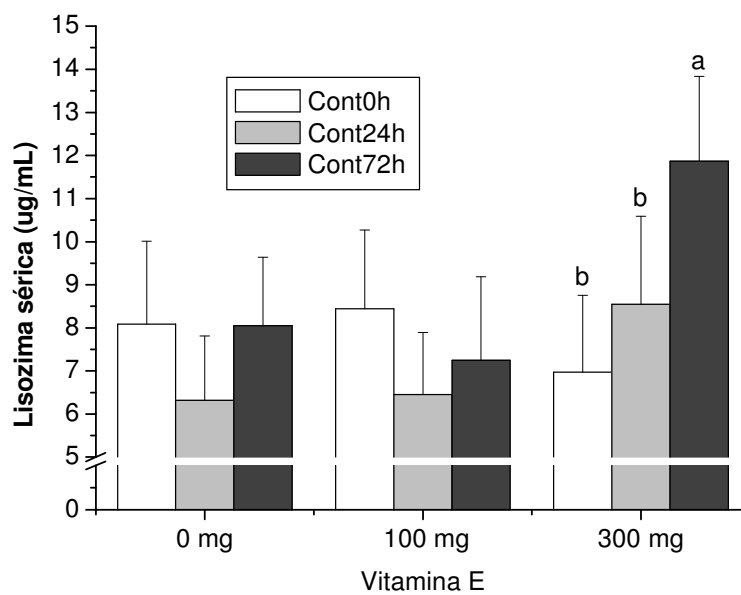 15
14
13
12
11
10
9
8
7
6
5
0
Lisozima sérica (ug/mL)
Cont0h
Cont24h
Cont72h
b
b
a
0 mg
100 mg
300 mg
Vitamina E